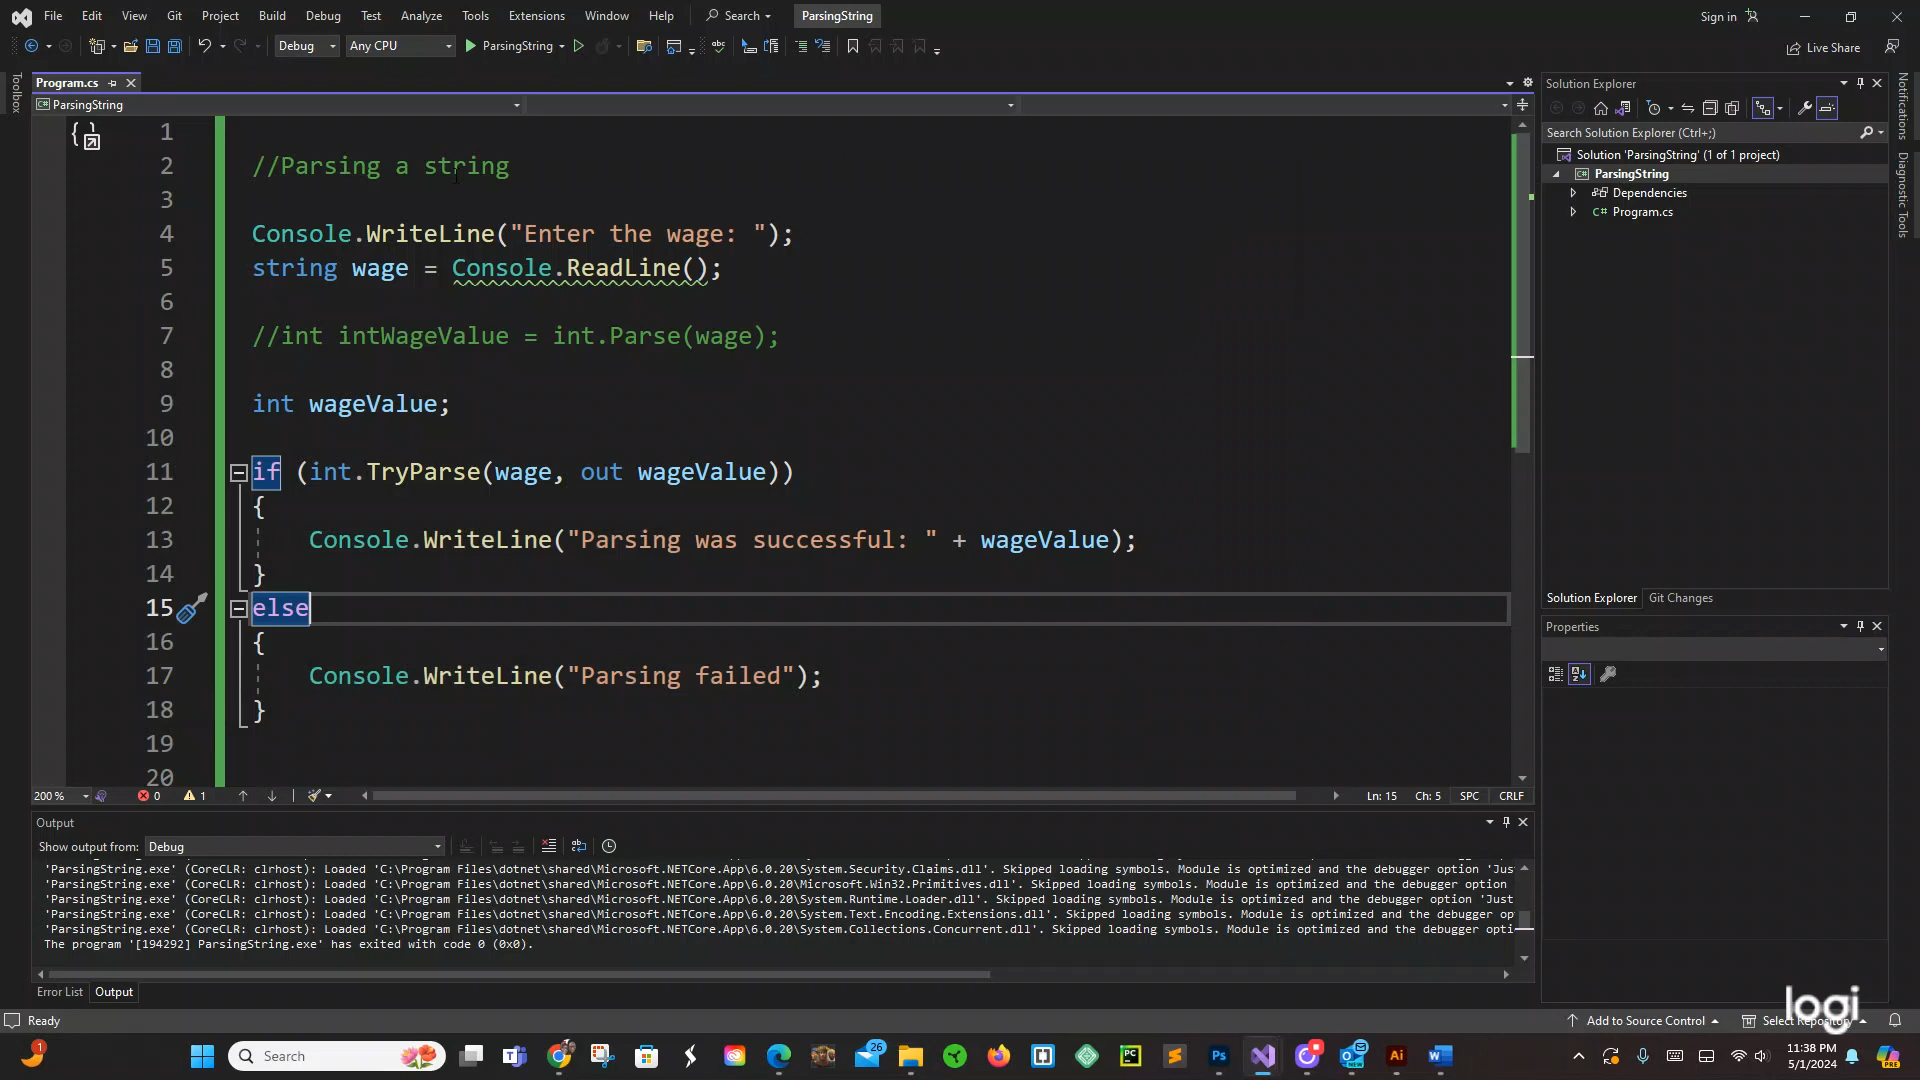 File Edit View Git Project Build Debug Test Analyze Tools Extensions Window Help Search ParsingString Sign in
Debug Any CPU ParsingString Live Share
Toolbox
Program.cs
ParsingString
1
2 //Parsing a string
3
4 Console.WriteLine("Enter the wage: ");
5 string wage = Console.ReadLine();
6
7 //int intWageValue = int.Parse(wage);
8
9 int wageValue;
10
11 if (int.TryParse(wage, out wageValue))
12 {
13 Console.WriteLine("Parsing was successful: " + wageValue);
14 }
15 else
16 {
17 Console.WriteLine("Parsing failed");
18 }
19
20
200 % 0 1 Ln: 15 Ch: 5 SPC CRLF
Output
Show output from: Debug
'ParsingString.exe' (CoreCLR: clrhost): Loaded 'C:\Program Files\dotnet\shared\Microsoft.NETCore.App\6.0.20\System.Security.Claims.dll'. Skipped loading symbols. Module is optimized and the debugger option 'Jus
'ParsingString.exe' (CoreCLR: clrhost): Loaded 'C:\Program Files\dotnet\shared\Microsoft.NETCore.App\6.0.20\Microsoft.Win32.Primitives.dll'. Skipped loading symbols. Module is optimized and the debugger option
'ParsingString.exe' (CoreCLR: clrhost): Loaded 'C:\Program Files\dotnet\shared\Microsoft.NETCore.App\6.0.20\System.Runtime.Loader.dll'. Skipped loading symbols. Module is optimized and the debugger option 'Just
'ParsingString.exe' (CoreCLR: clrhost): Loaded 'C:\Program Files\dotnet\shared\Microsoft.NETCore.App\6.0.20\System.Text.Encoding.Extensions.dll'. Skipped loading symbols. Module is optimized and the debugger op
'ParsingString.exe' (CoreCLR: clrhost): Loaded 'C:\Program Files\dotnet\shared\Microsoft.NETCore.App\6.0.20\System.Collections.Concurrent.dll'. Skipped loading symbols. Module is optimized and the debugger opti
The program '[194292] ParsingString.exe' has exited with code 0 (0x0).
Error List Output
Solution Explorer
Search Solution Explorer (Ctrl+;)
Solution 'ParsingString' (1 of 1 project)
ParsingString
Dependencies
C# Program.cs
Solution Explorer Git Changes
Properties
Notifications
Diagnostic Tools
logi
Ready Add to Source Control Select Repository
Search 26 11:38 PM
5/1/2024